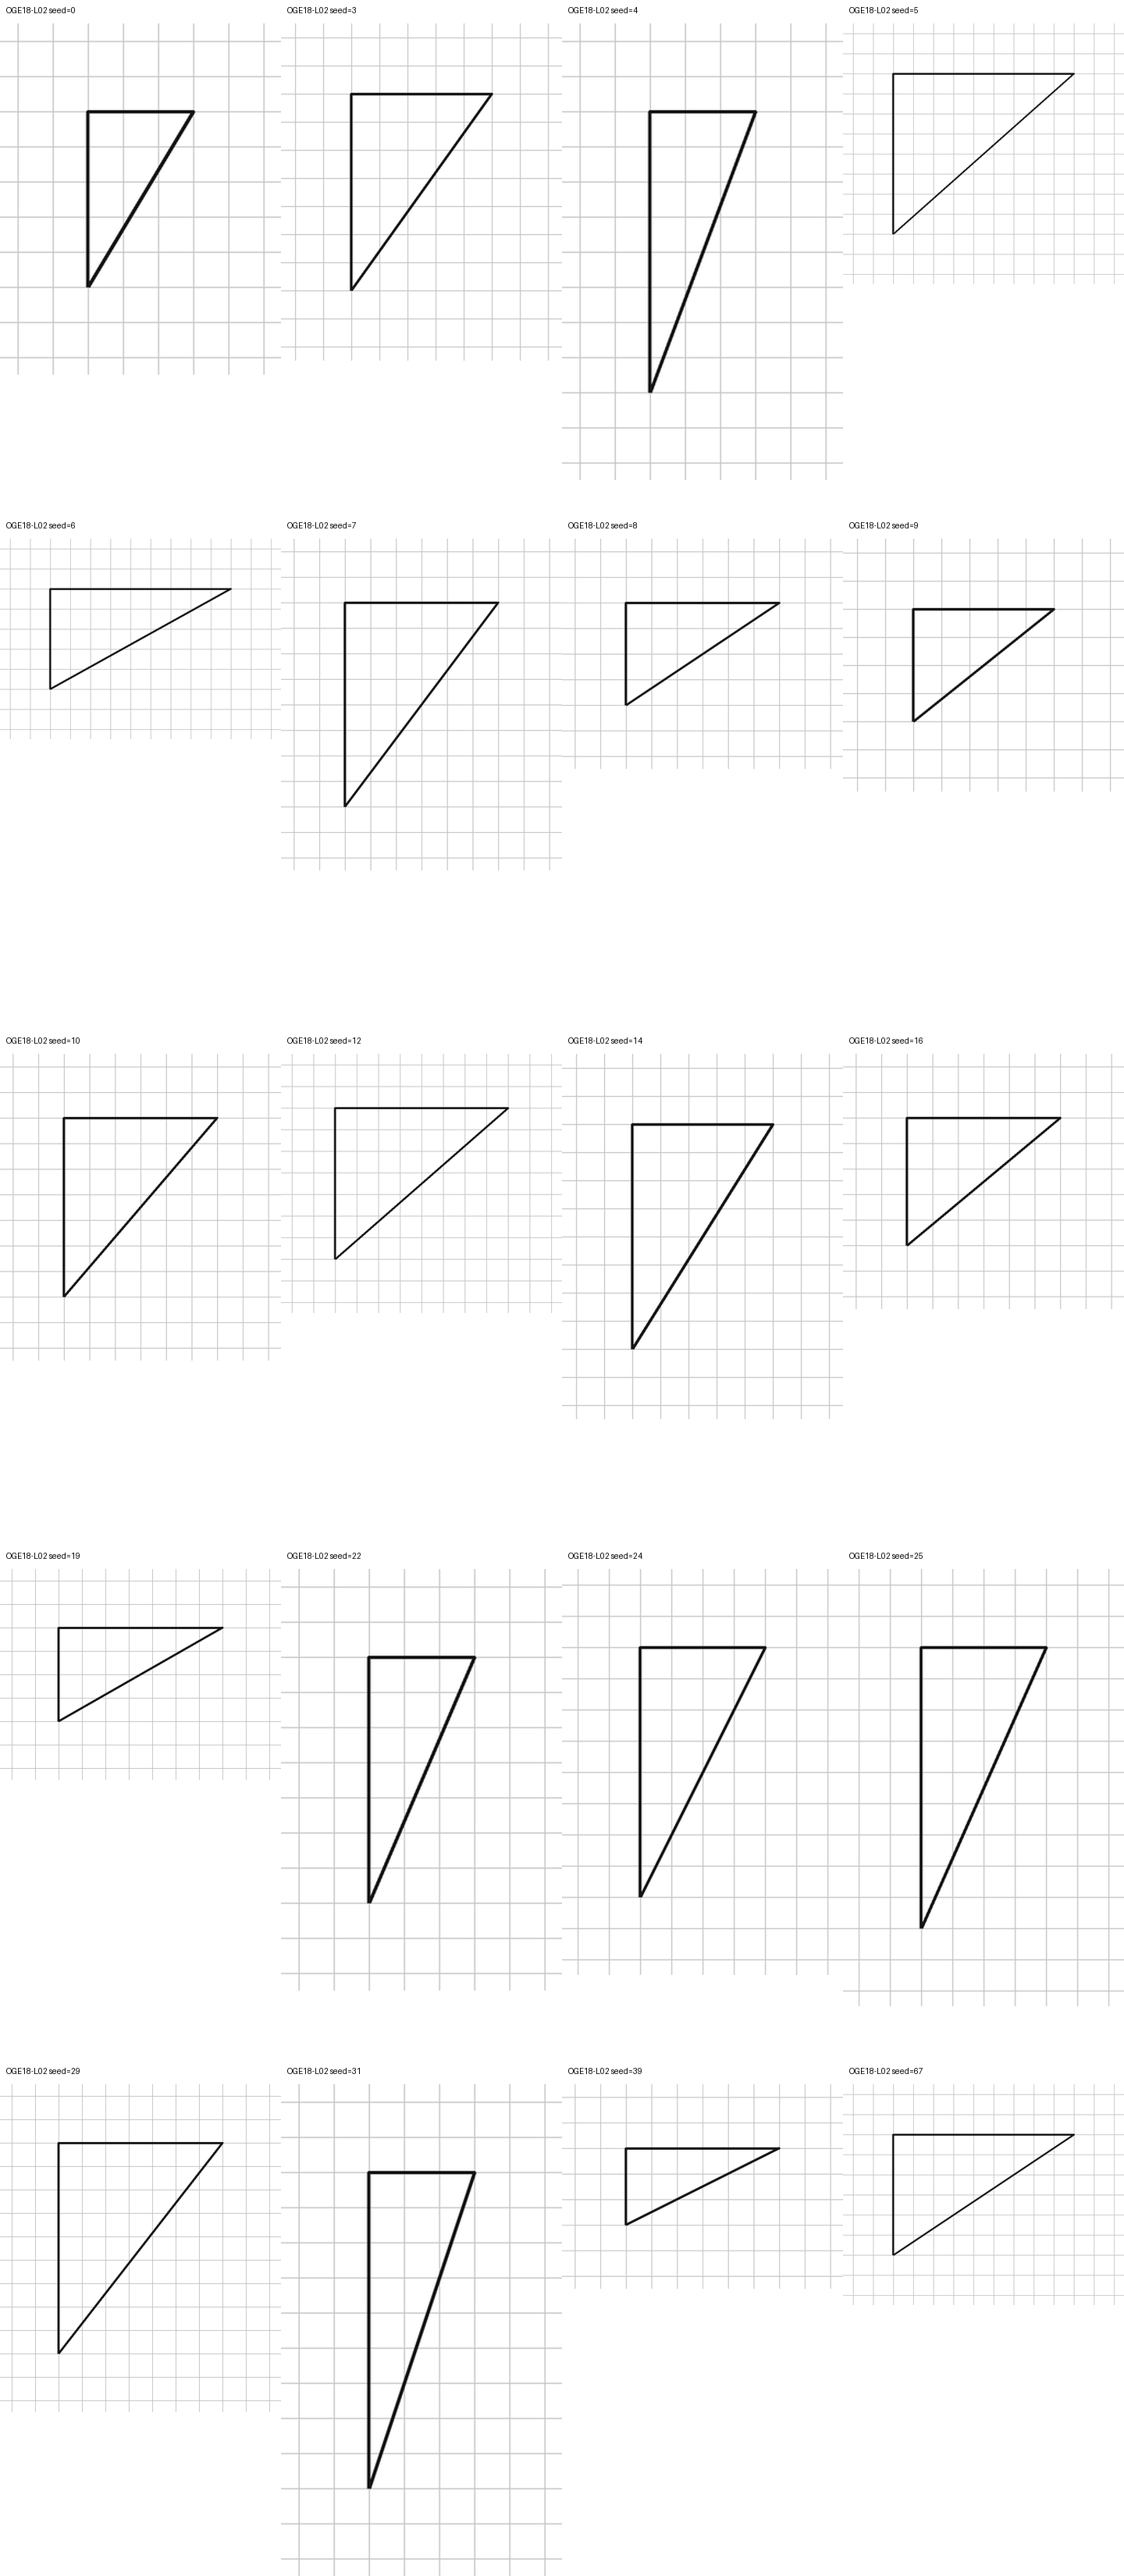 OGE18-L02 seed=0
OGE18-L02 seed=3
OGE18-L02 seed=4
OGE18-L02 seed=5
OGE18-L02 seed=6
OGE18-L02 seed=7
OGE18-L02 seed=8
OGE18-L02 seed=9
OGE18-L02 seed=10
OGE18-L02 seed=12
OGE18-L02 seed=14
OGE18-L02 seed=16
OGE18-L02 seed=19
OGE18-L02 seed=22
OGE18-L02 seed=24
OGE18-L02 seed=25
OGE18-L02 seed=29
OGE18-L02 seed=31
OGE18-L02 seed=39
OGE18-L02 seed=67